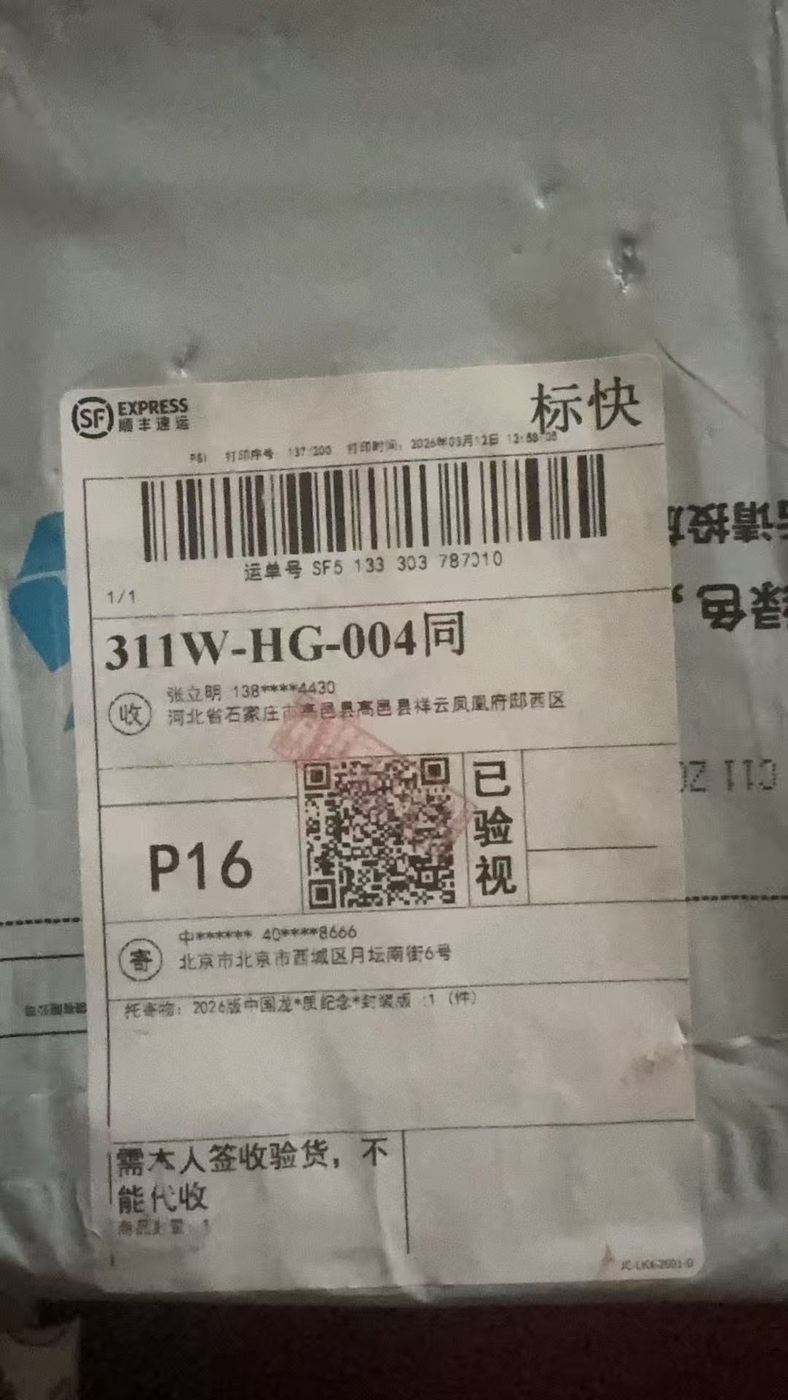 SF EXPRESS
顺丰速运
标快
打印序号: 137/200 打印时间: 2026年03月12日
运单号 SF5 133 303 787010
1/1
311W-HG-004同
收
张立明 138****4430
河北省石家庄市高邑县高邑县祥云凤凰府邸西区
P16
已验视
寄
中****** 40****8666
北京市北京市西城区月坛南街6号
托寄物: 2026版中国龙*质纪念*封装版 :1 (件)
需本人签收验货, 不
能代收
请投
绿色,
C11